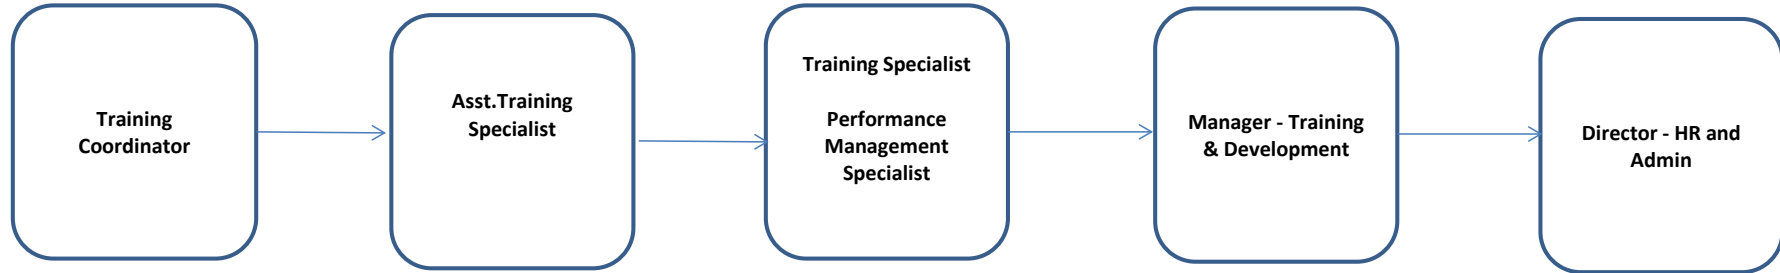 Training
Coordinator
Asst.Training
Specialist
Training Specialist
Performance
Management
Specialist
Manager - Training
& Development
Director - HR and
Admin